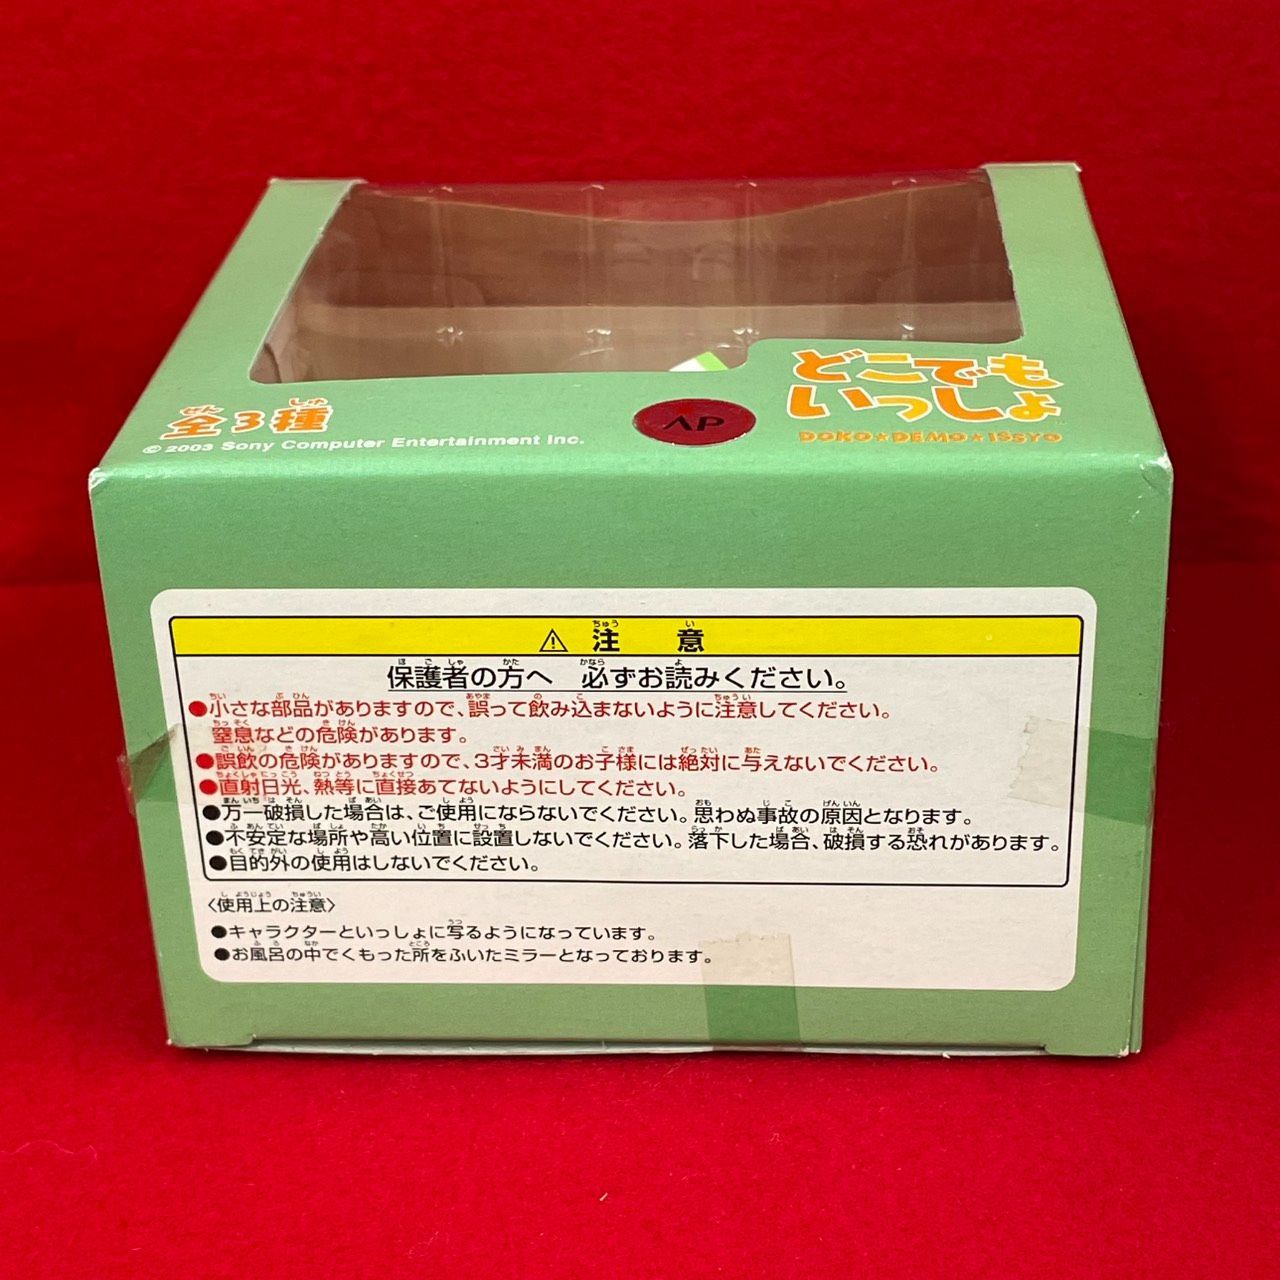 どこでも
いっしょ
DOKO★DEMO★ISSYO
全3種
© 2003 Sony Computer Entertainment Inc.
AP
⚠ 注 意
保護者の方へ 必ずお読みください。
●小さな部品がありますので、誤って飲み込まないように注意してください。
窒息などの危険があります。
●誤飲の危険がありますので、3才未満のお子様には絶対に与えないでください。
●直射日光、熱等に直接あてないようにしてください。
●万一破損した場合は、ご使用にならないでください。思わぬ事故の原因となります。
●不安定な場所や高い位置に設置しないでください。落下した場合、破損する恐れがあります。
●目的外の使用はしないでください。
〈使用上の注意〉
●キャラクターといっしょに写るようになっています。
●お風呂の中でくもった所をふいたミラーとなっております。